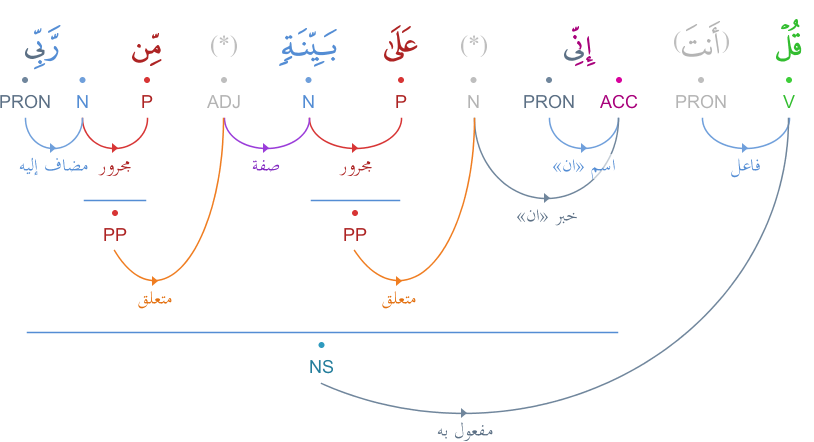 قُلْ (أَنتَ) إِنِّى (*) عَلَىٰ بَيِّنَةٍ (*) مِّن رَّبِّى
PRON N P ADJ N P N PRON ACC PRON V
مضاف إليه مجرور صفة مجرور اسم «ان» فاعل
خبر «ان»
PP PP
متعلق متعلق
NS
مفعول به